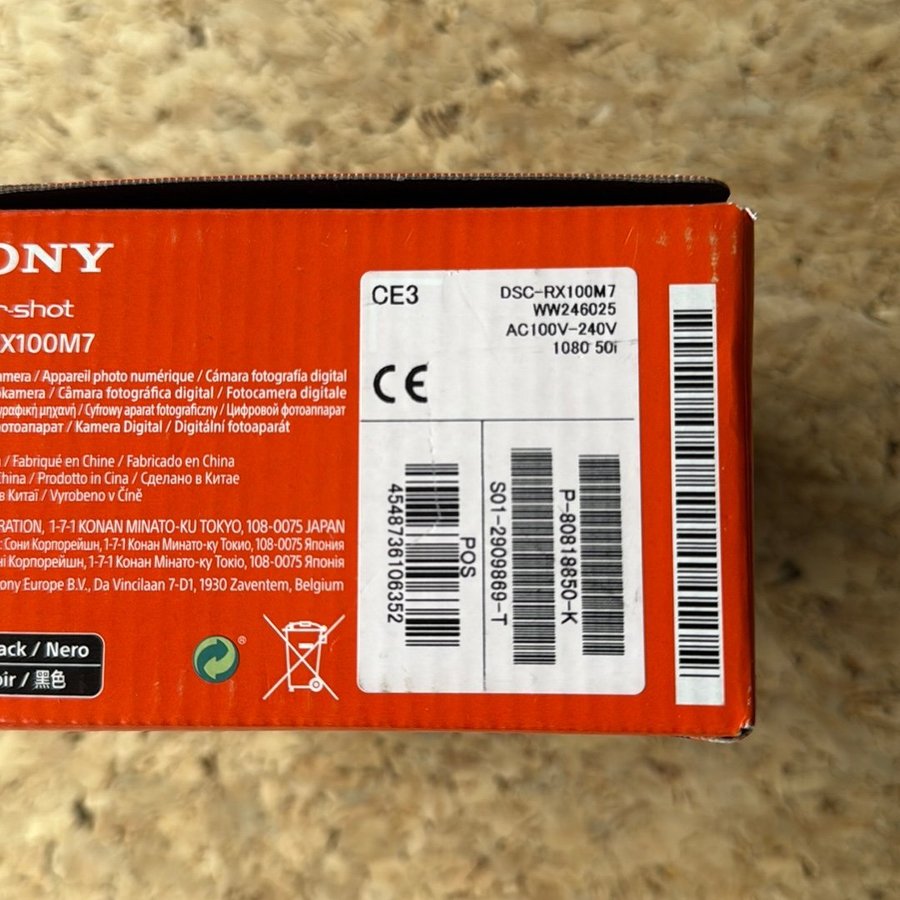 ONY
r-shot
X100M7
amera / Appareil photo numérique / Cámara fotografía digital
okamera / Câmara fotográfica digital / Fotocamera digitale
γραφική μηχανή / Cyfrowy aparat fotograficzny / Цифровой фотоаппарат
фотоапарат / Kamera Digital / Digitální fotoaparát
/ Fabriqué en Chine / Fabricado en China
China / Prodotto in Cina / Сделано в Китае
в Китаї / Vyrobeno v Číně
RATION, 1-7-1 KONAN MINATO-KU TOKYO, 108-0075 JAPAN
: Сони Корпорейшн, 1-7-1 Конан Минато-ку Токио, 108-0075 Япония
ні Корпорейшн, 1-7-1 Конан Мінато-ку Токіо, 108-0075 Японія
ony Europe B.V., Da Vincilaan 7-D1, 1930 Zaventem, Belgium
ack / Nero
oir / 黑色
®
CE3
DSC-RX100M7
WW246025
AC100V-240V
1080 50i
CE
POS
4548736106352
S01-2909869-T
P-80818850-K